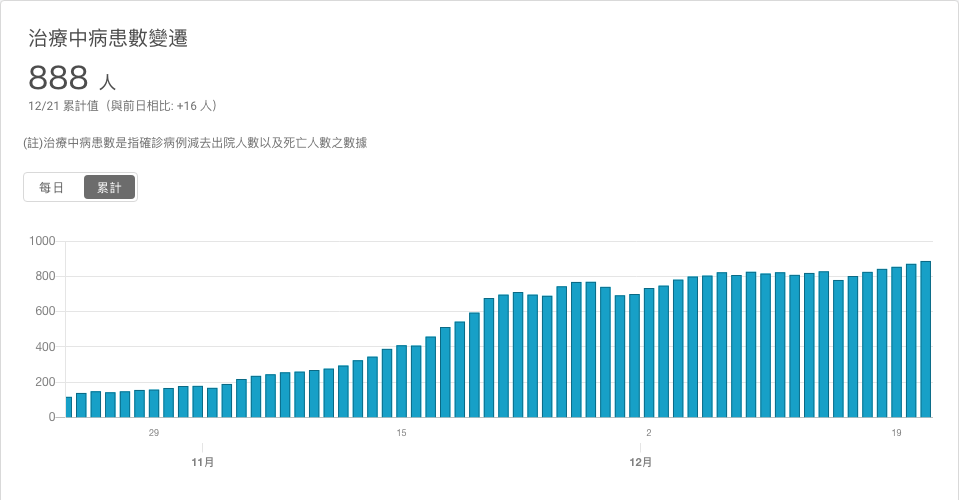 治療中病患數變遷
888 人
12/21 累計值（與前日相比: +16 人）
(註)治療中病患數是指確診病例減去出院人數以及死亡人數之數據
每日 累計
1000
800
600
400
200
0
29 15 2 19
11月 12月